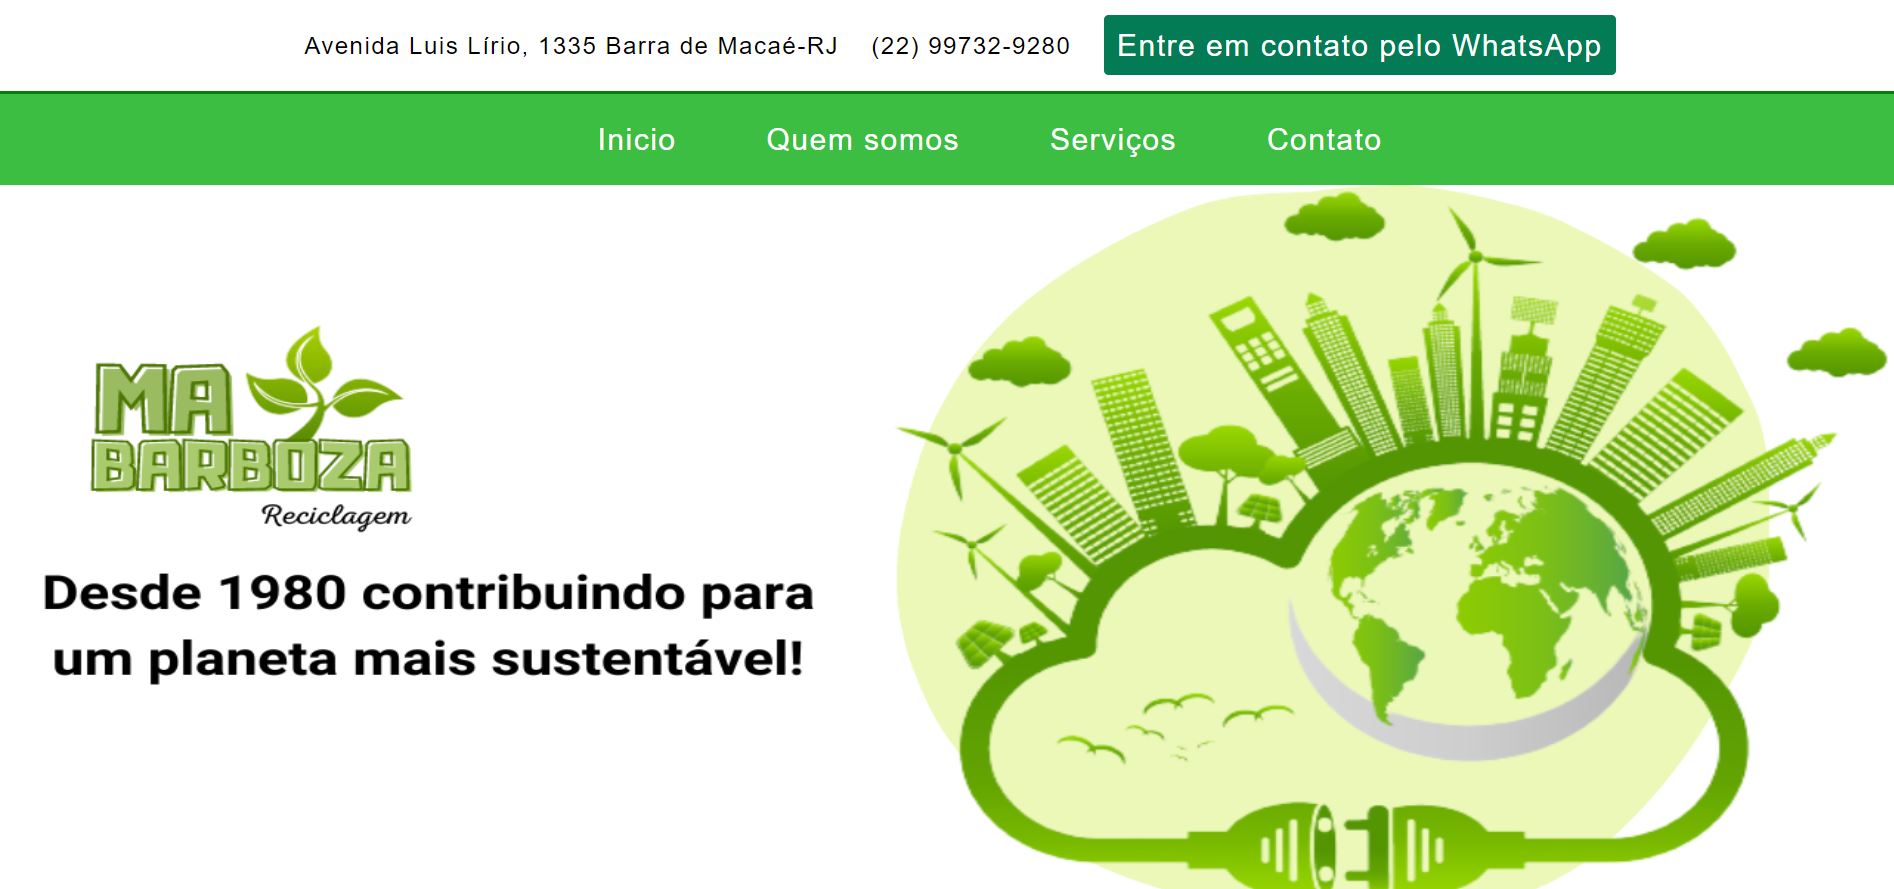 Avenida Luis Lírio, 1335 Barra de Macaé-RJ (22) 99732-9280 Entre em contato pelo WhatsApp
Inicio Quem somos Serviços Contato
MA
BARBOZA
Reciclagem
Desde 1980 contribuindo para
um planeta mais sustentável!